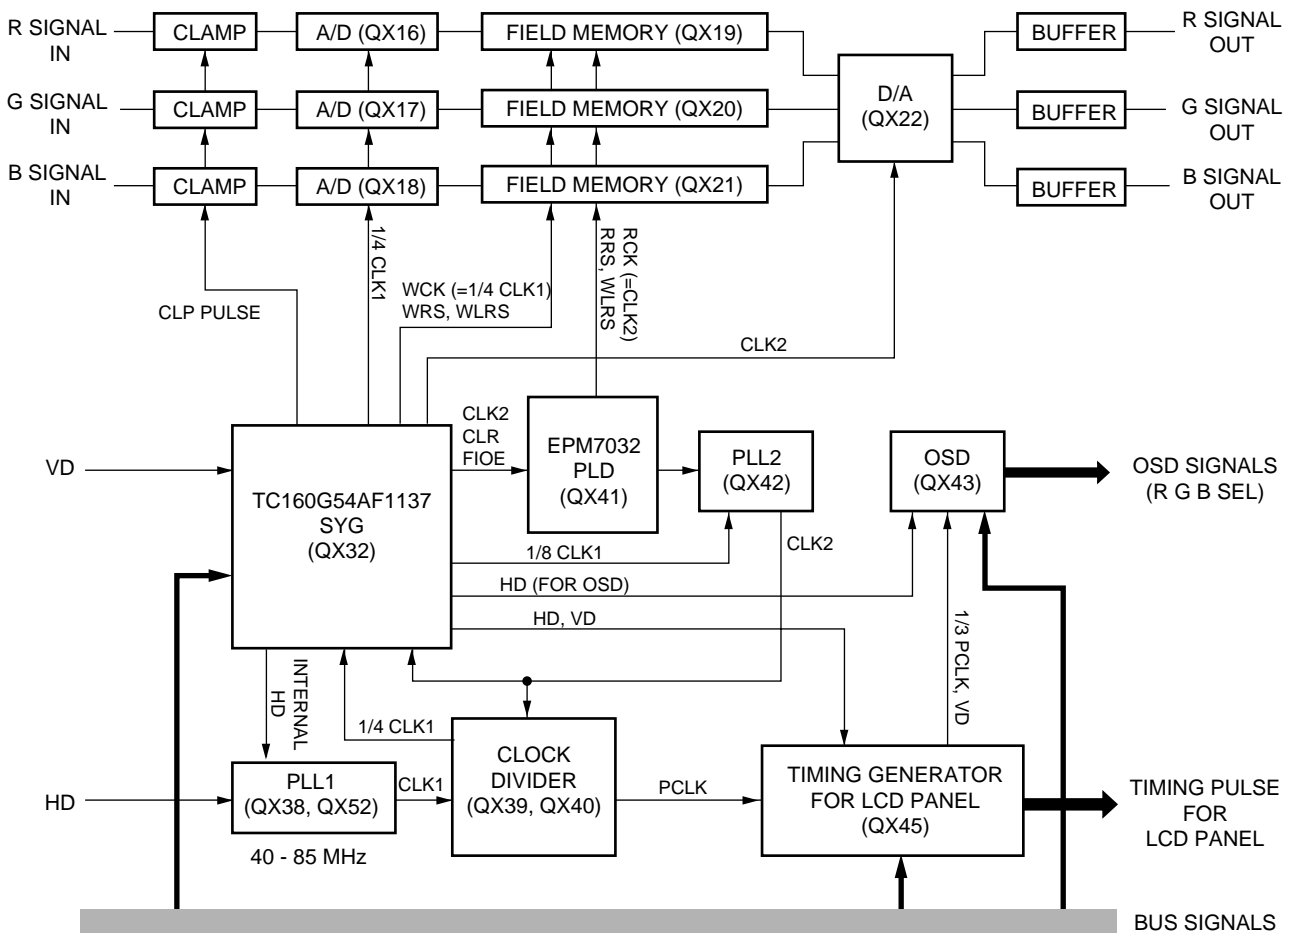 R SIGNAL
IN
CLAMP
A/D (QX16)
FIELD MEMORY (QX19)
BUFFER
R SIGNAL
OUT
G SIGNAL
IN
CLAMP
A/D (QX17)
FIELD MEMORY (QX20)
D/A
(QX22)
BUFFER
G SIGNAL
OUT
B SIGNAL
IN
CLAMP
A/D (QX18)
FIELD MEMORY (QX21)
BUFFER
B SIGNAL
OUT
CLP PULSE
1/4 CLK1
WCK (=1/4 CLK1)
WRS, WLRS
RCK (=CLK2)
RRS, WLRS
CLK2
VD
TC160G54AF1137
SYG
(QX32)
CLK2
CLR
FIOE
EPM7032
PLD
(QX41)
PLL2
(QX42)
OSD
(QX43)
OSD SIGNALS
(R G B SEL)
1/8 CLK1
CLK2
HD (FOR OSD)
HD, VD
1/3 PCLK, VD
INTERNAL
HD
1/4 CLK1
HD
PLL1
(QX38, QX52)
40 - 85 MHz
CLK1
CLOCK
DIVIDER
(QX39, QX40)
PCLK
TIMING GENERATOR
FOR LCD PANEL
(QX45)
TIMING PULSE
FOR
LCD PANEL
BUS SIGNALS